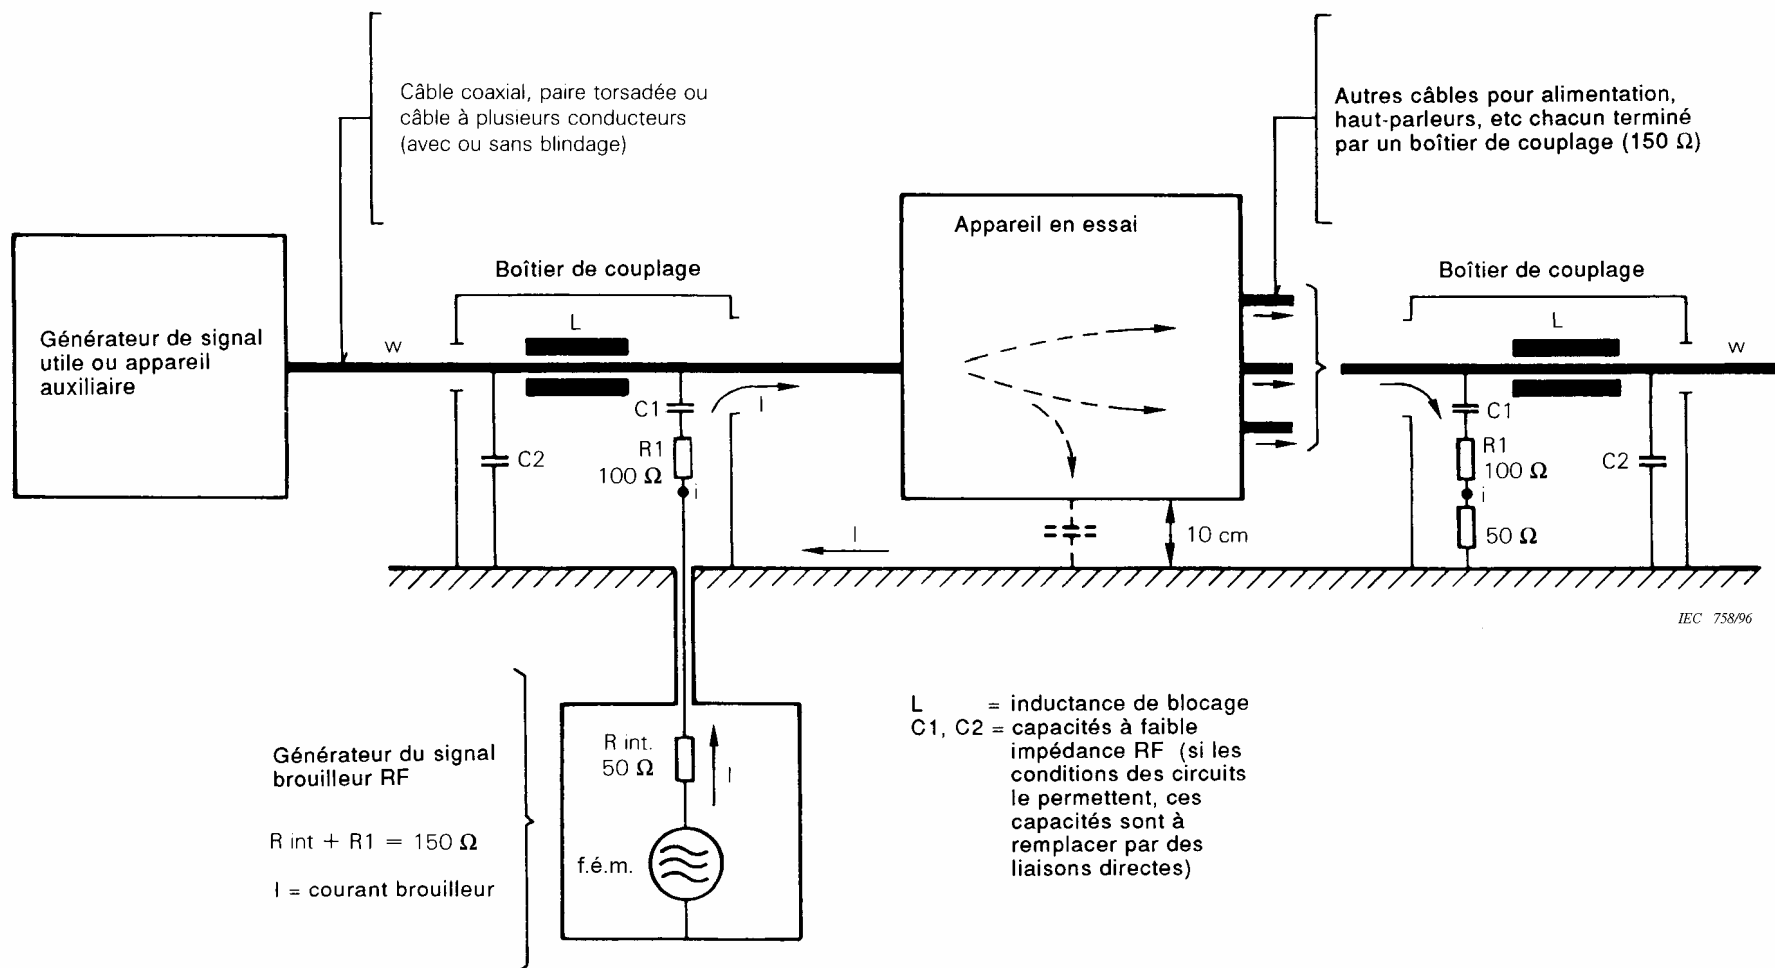 Câble coaxial, paire torsadée ou
câble à plusieurs conducteurs
(avec ou sans blindage)
Autres câbles pour alimentation,
haut-parleurs, etc chacun terminé
par un boîtier de couplage (150 Ω)
Générateur de signal
utile ou appareil
auxiliaire
Boîtier de couplage
w
L
C2
C1
R1
100 Ω
i
I
Appareil en essai
I
10 cm
Boîtier de couplage
L
w
C1
R1
100 Ω
i
50 Ω
C2
IEC 758/96
Générateur du signal
brouilleur RF
R int + R1 = 150 Ω
I = courant brouilleur
R int.
50 Ω
I
f.é.m.
L = inductance de blocage
C1, C2 = capacités à faible
impédance RF (si les
conditions des circuits
le permettent, ces
capacités sont à
remplacer par des
liaisons directes)